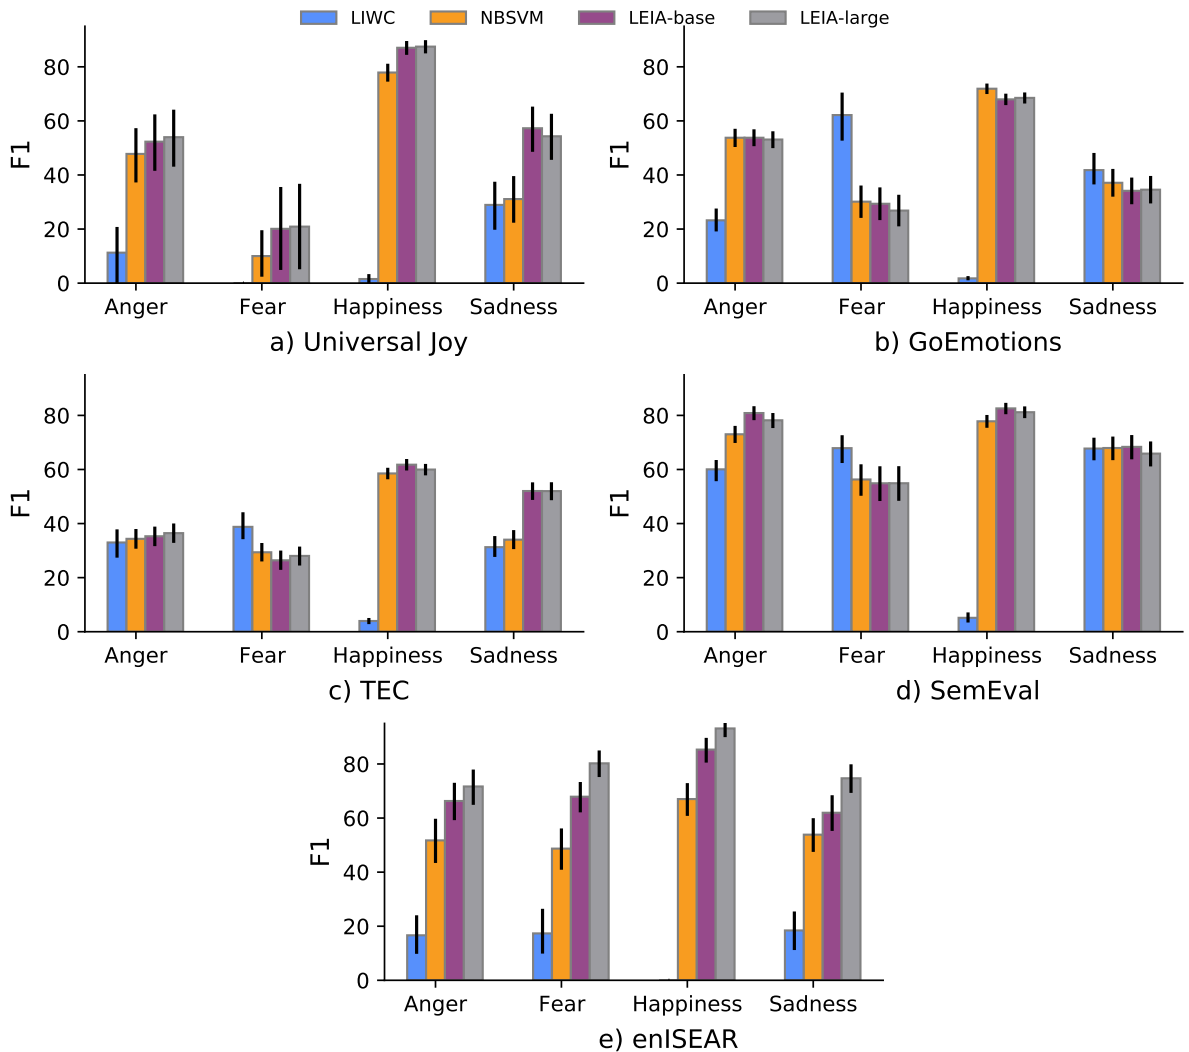 LIWC NBSVM LEIA-base LEIA-large
F1
80
60
40
20
0
Anger Fear Happiness Sadness
a) Universal Joy
F1
80
60
40
20
0
Anger Fear Happiness Sadness
b) GoEmotions
F1
80
60
40
20
0
Anger Fear Happiness Sadness
c) TEC
F1
80
60
40
20
0
Anger Fear Happiness Sadness
d) SemEval
F1
80
60
40
20
0
Anger Fear Happiness Sadness
e) enISEAR